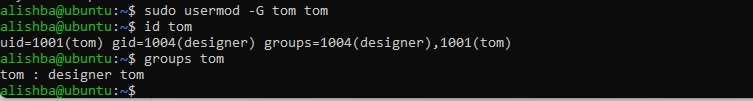 alishba@ubuntu:~$ sudo usermod -G tom tom
alishba@ubuntu:~$ id tom
uid=1001(tom) gid=1004(designer) groups=1004(designer),1001(tom)
alishba@ubuntu:~$ groups tom
tom : designer tom
alishba@ubuntu:~$